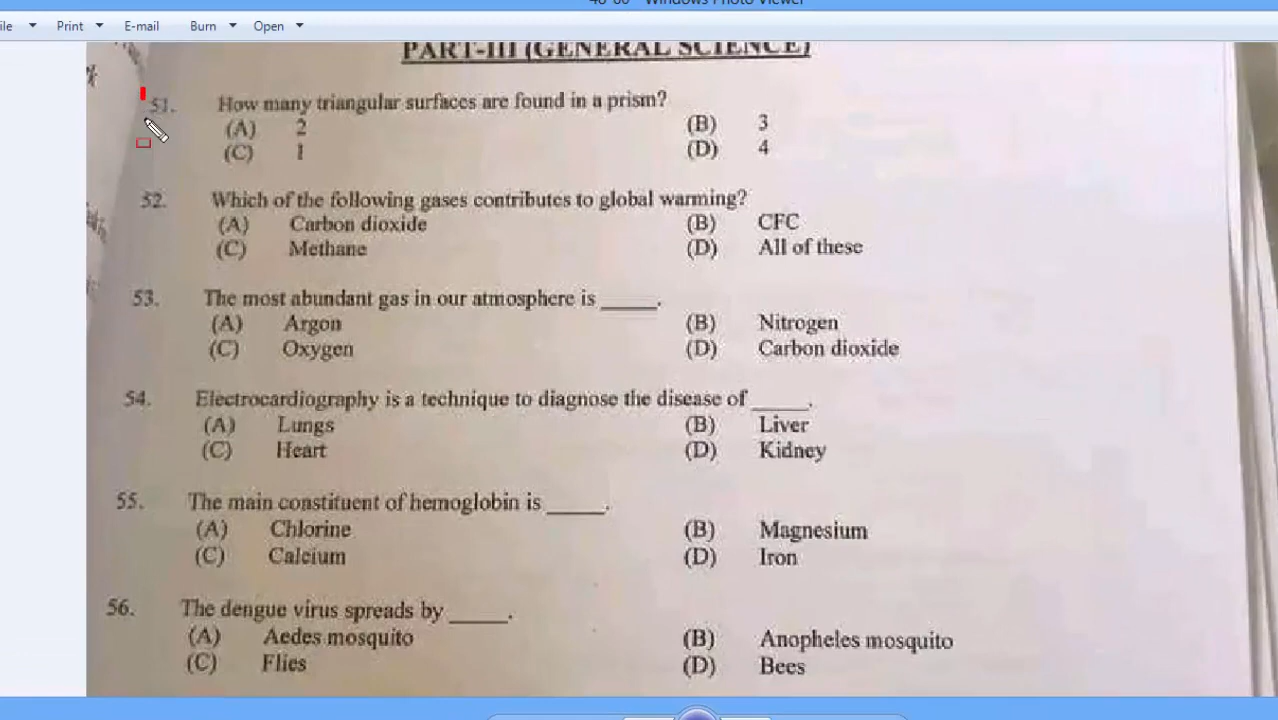 Print E-mail Burn Open
PART-III (GENERAL SCIENCE)
51. How many triangular surfaces are found in a prism?
(A) 2 (B) 3
(C) 1 (D) 4
52. Which of the following gases contributes to global warming?
(A) Carbon dioxide (B) CFC
(C) Methane (D) All of these
53. The most abundant gas in our atmosphere is _____.
(A) Argon (B) Nitrogen
(C) Oxygen (D) Carbon dioxide
54. Electrocardiography is a technique to diagnose the disease of _____.
(A) Lungs (B) Liver
(C) Heart (D) Kidney
55. The main constituent of hemoglobin is _____.
(A) Chlorine (B) Magnesium
(C) Calcium (D) Iron
56. The dengue virus spreads by _____.
(A) Aedes mosquito (B) Anopheles mosquito
(C) Flies (D) Bees